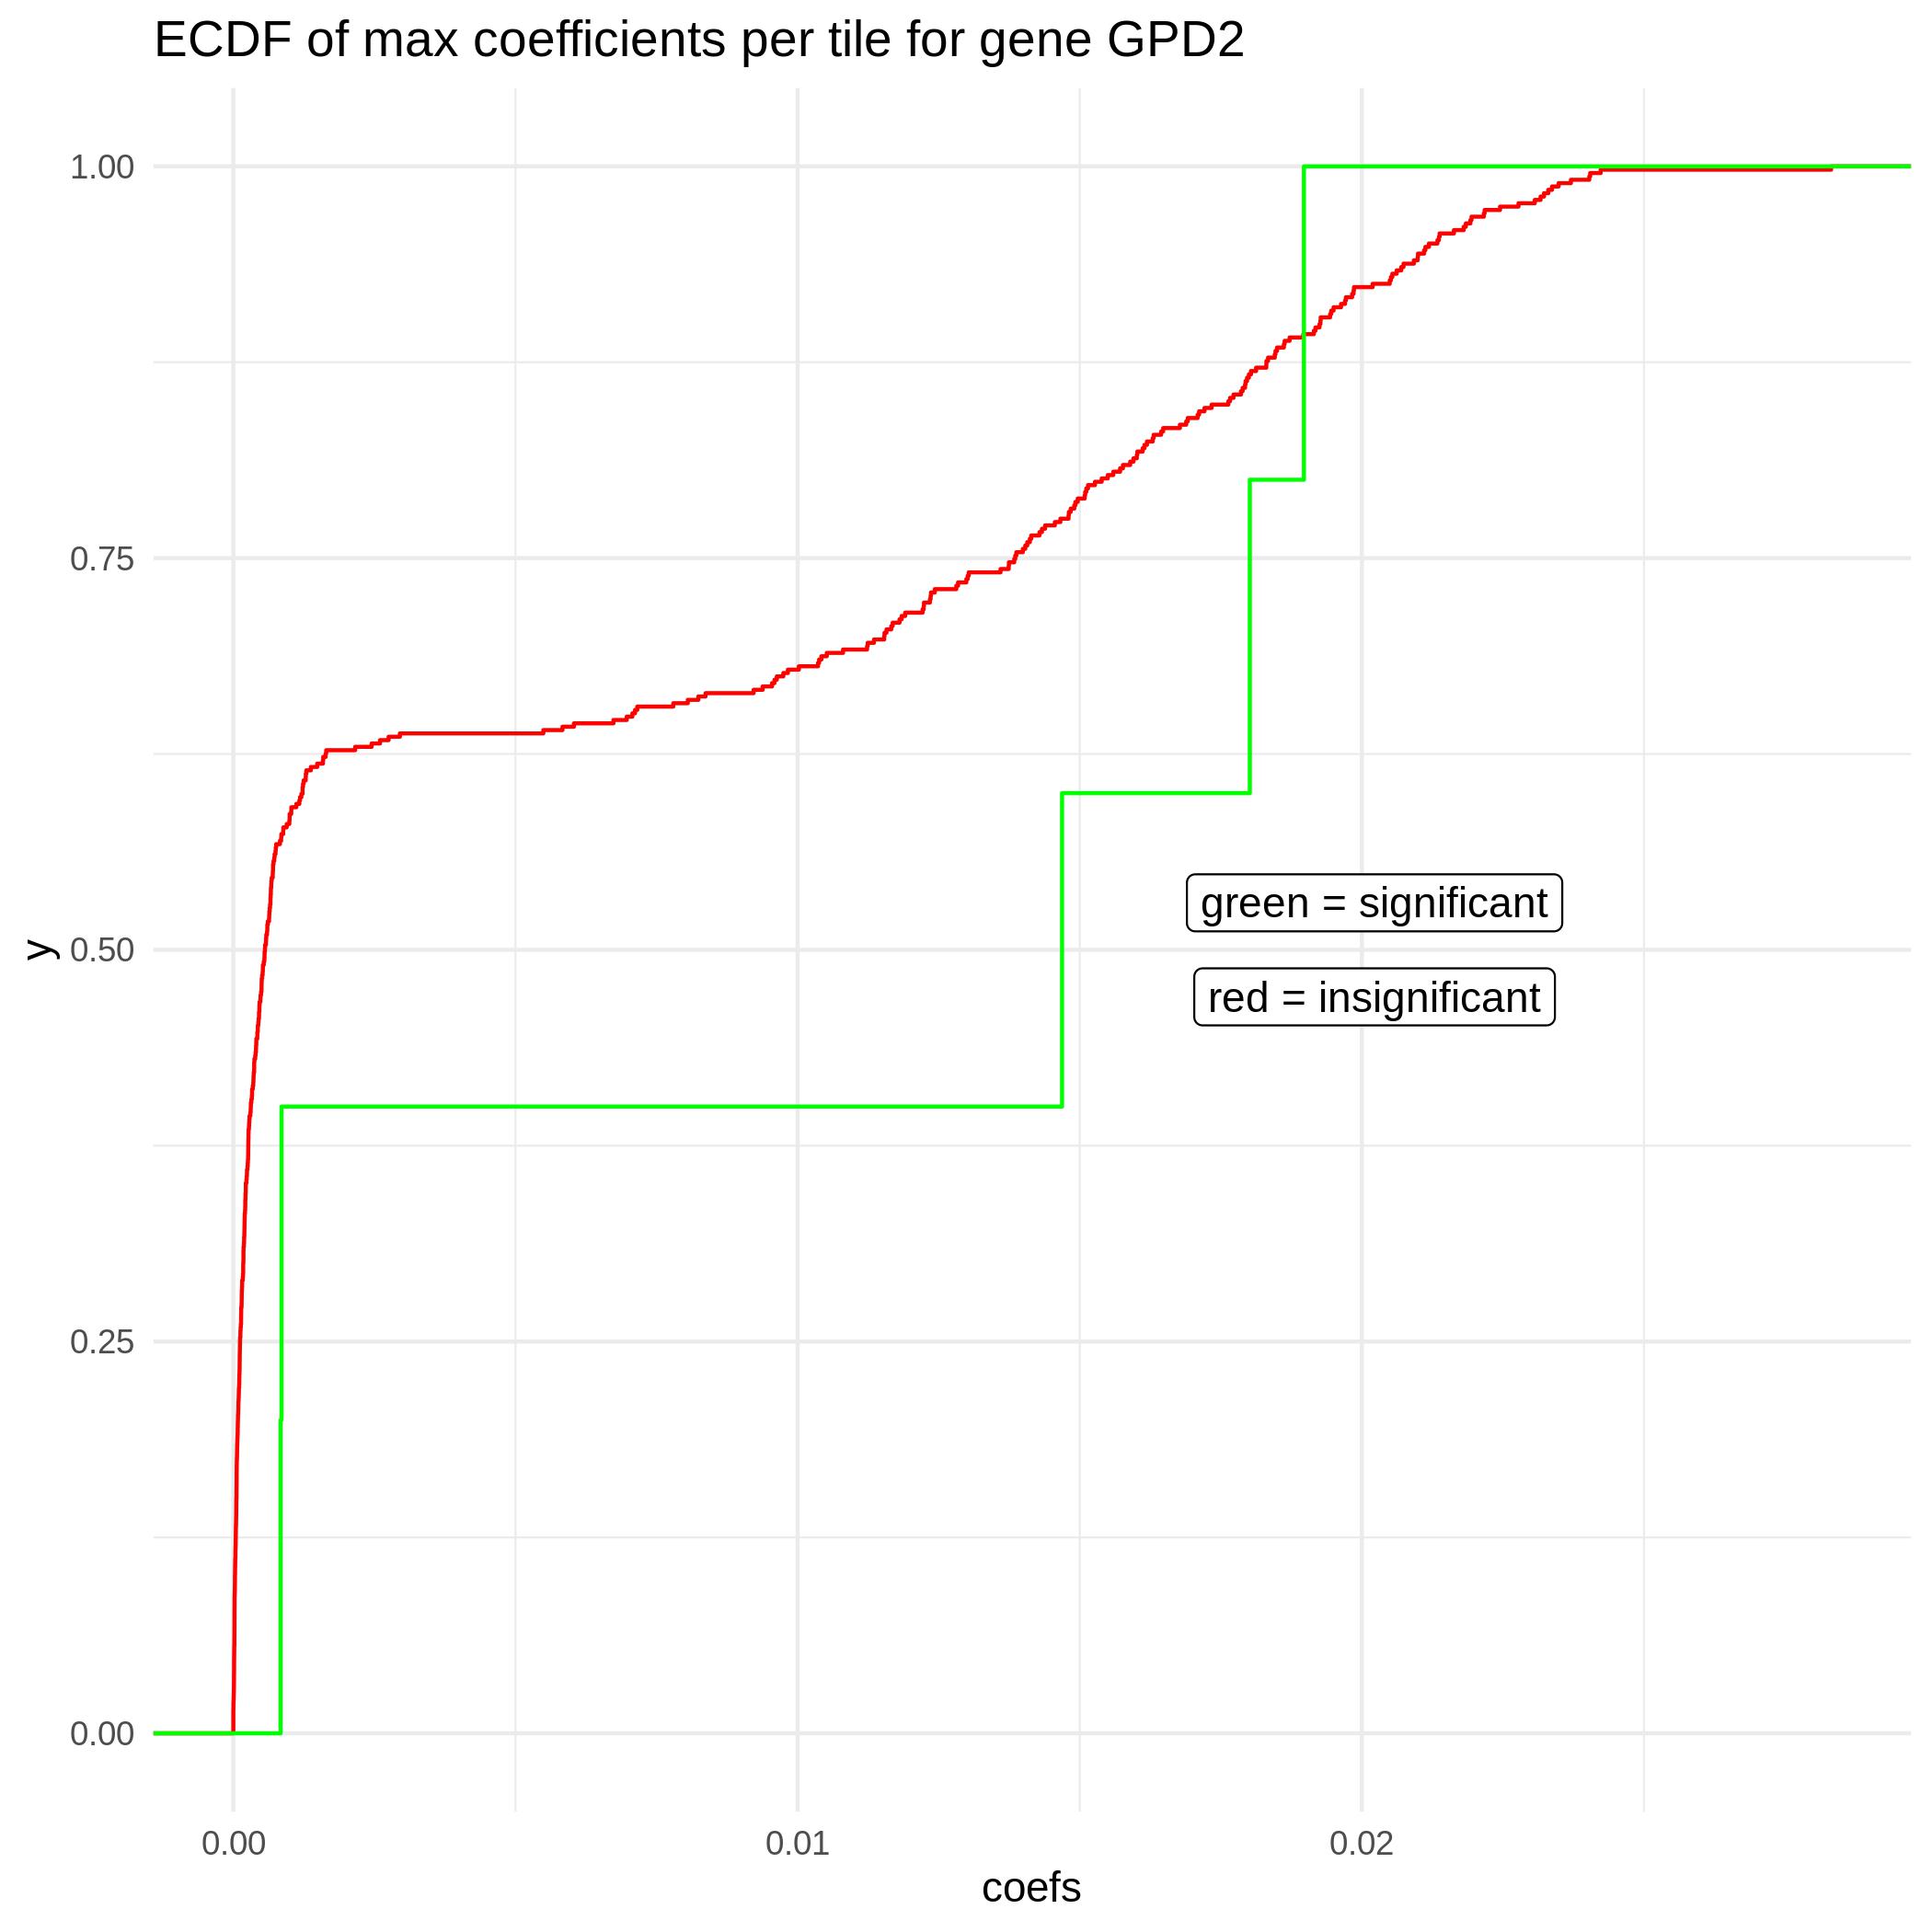 ECDF of max coefficients per tile for gene GPD2
1.00
0.75
green = significant
y
0.50
red = insignificant
0.25
0.00
0.00
0.01
0.02
coefs